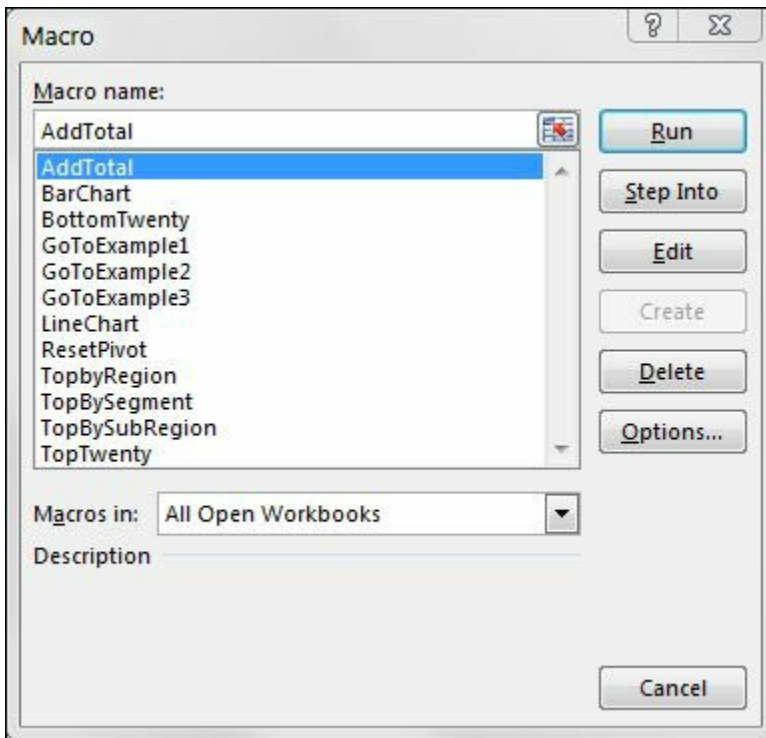 Macro
Macro name:
AddTotal
Run
AddTotal
BarChart
BottomTwenty
GoToExample1
GoToExample2
GoToExample3
LineChart
ResetPivot
TopbyRegion
TopBySegment
TopBySubRegion
TopTwenty
Step Into
Edit
Create
Delete
Options...
Macros in: All Open Workbooks
Description
Cancel